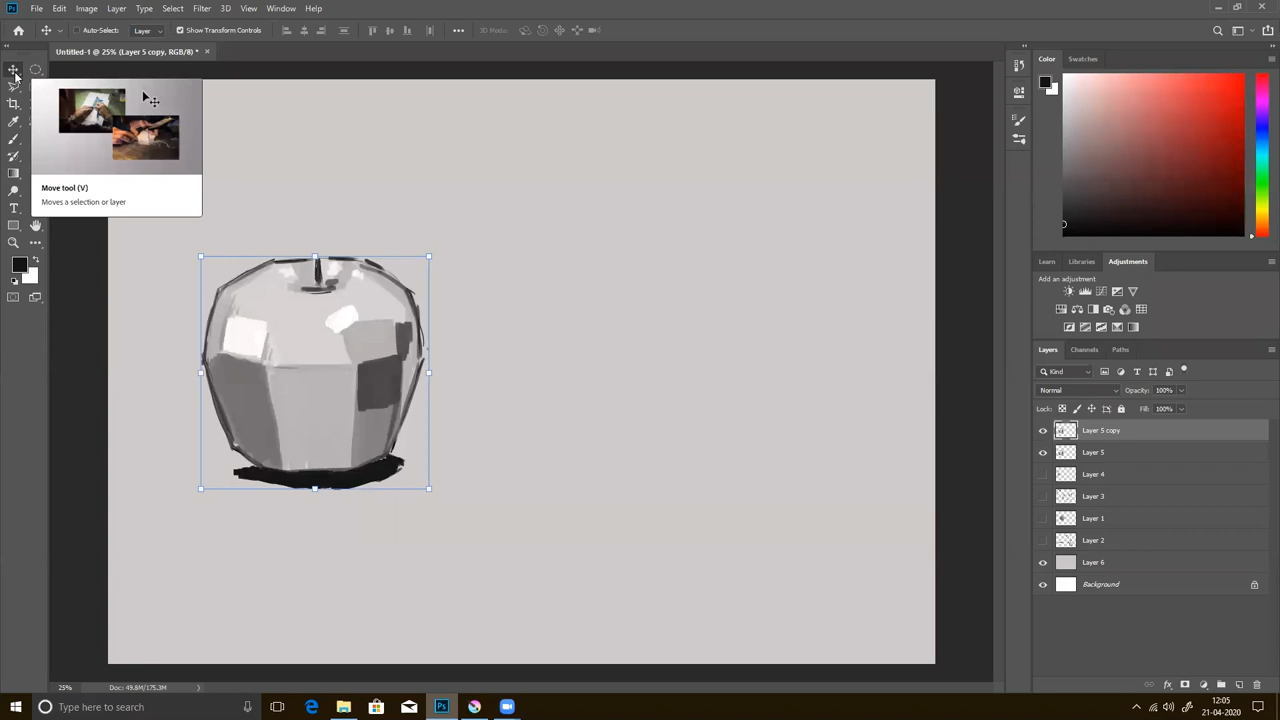 Ps File Edit Image Layer Type Select Filter 3D View Window Help
Auto-Select: Layer Show Transform Controls 3D Mode:
Untitled-1 @ 25% (Layer 5 copy, RGB/8) *
Move tool (V)
Moves a selection or layer
Color Swatches
Learn Libraries Adjustments
Add an adjustment
Layers Channels Paths
Kind
Normal Opacity: 100%
Lock: Fill: 100%
Layer 5 copy
Layer 5
Layer 4
Layer 3
Layer 1
Layer 2
Layer 6
Background
25% Doc: 49.8M/175.3M
Type here to search
Ps
12:05
21-04-2020